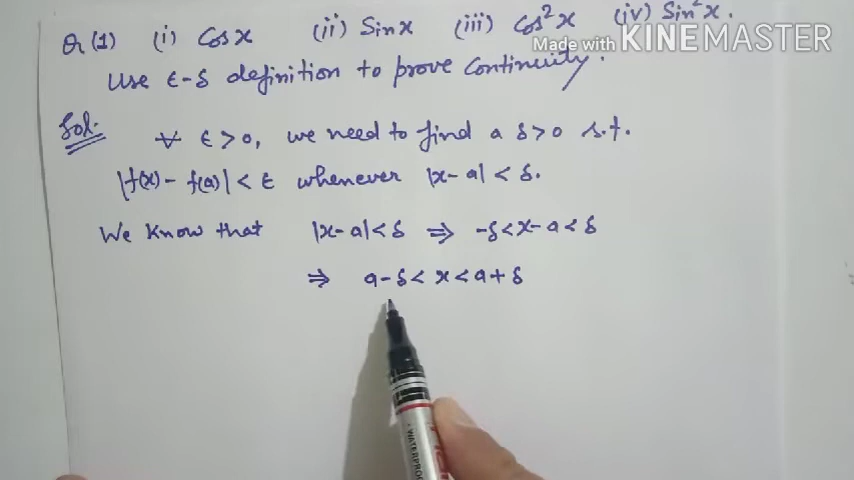 Q(1) (i) Cos x (ii) Sin x (iii) Cos²x (iv) Sin²x.
Made with KINEMASTER
Use ε-δ definition to prove Continuity.
Sol.
∀ ε > 0, we need to find a δ > 0 s.t.
|f(x) - f(a)| < ε whenever |x - a| < δ.
We know that |x - a| < δ ⇒ -δ < x - a < δ
⇒ a - δ < x < a + δ
WATERPROOF